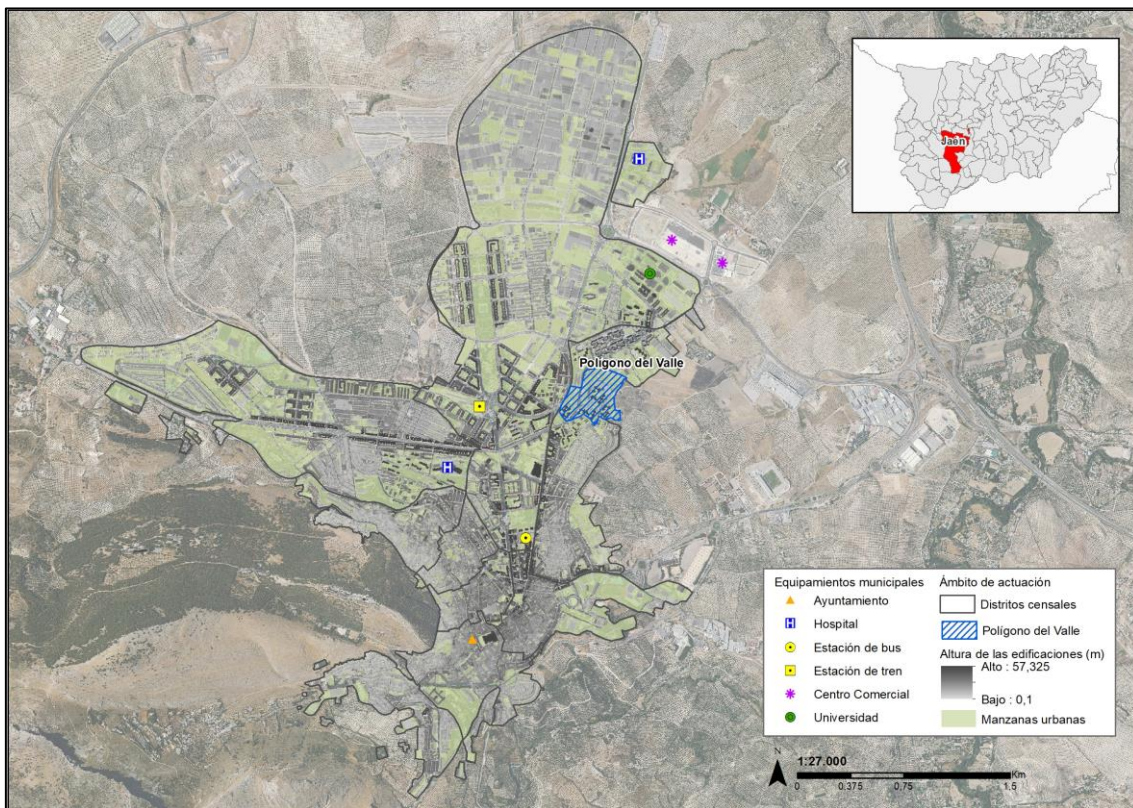 Jaén
Polígono del Valle
Equipamientos municipales
Ayuntamiento
Hospital
Estación de bus
Estación de tren
Centro Comercial
Universidad
Ámbito de actuación
Distritos censales
Polígono del Valle
Altura de las edificaciones (m)
Alto : 57,325
Bajo : 0,1
Manzanas urbanas
N
1:27.000
Km
0 0.375 0.75 1.5